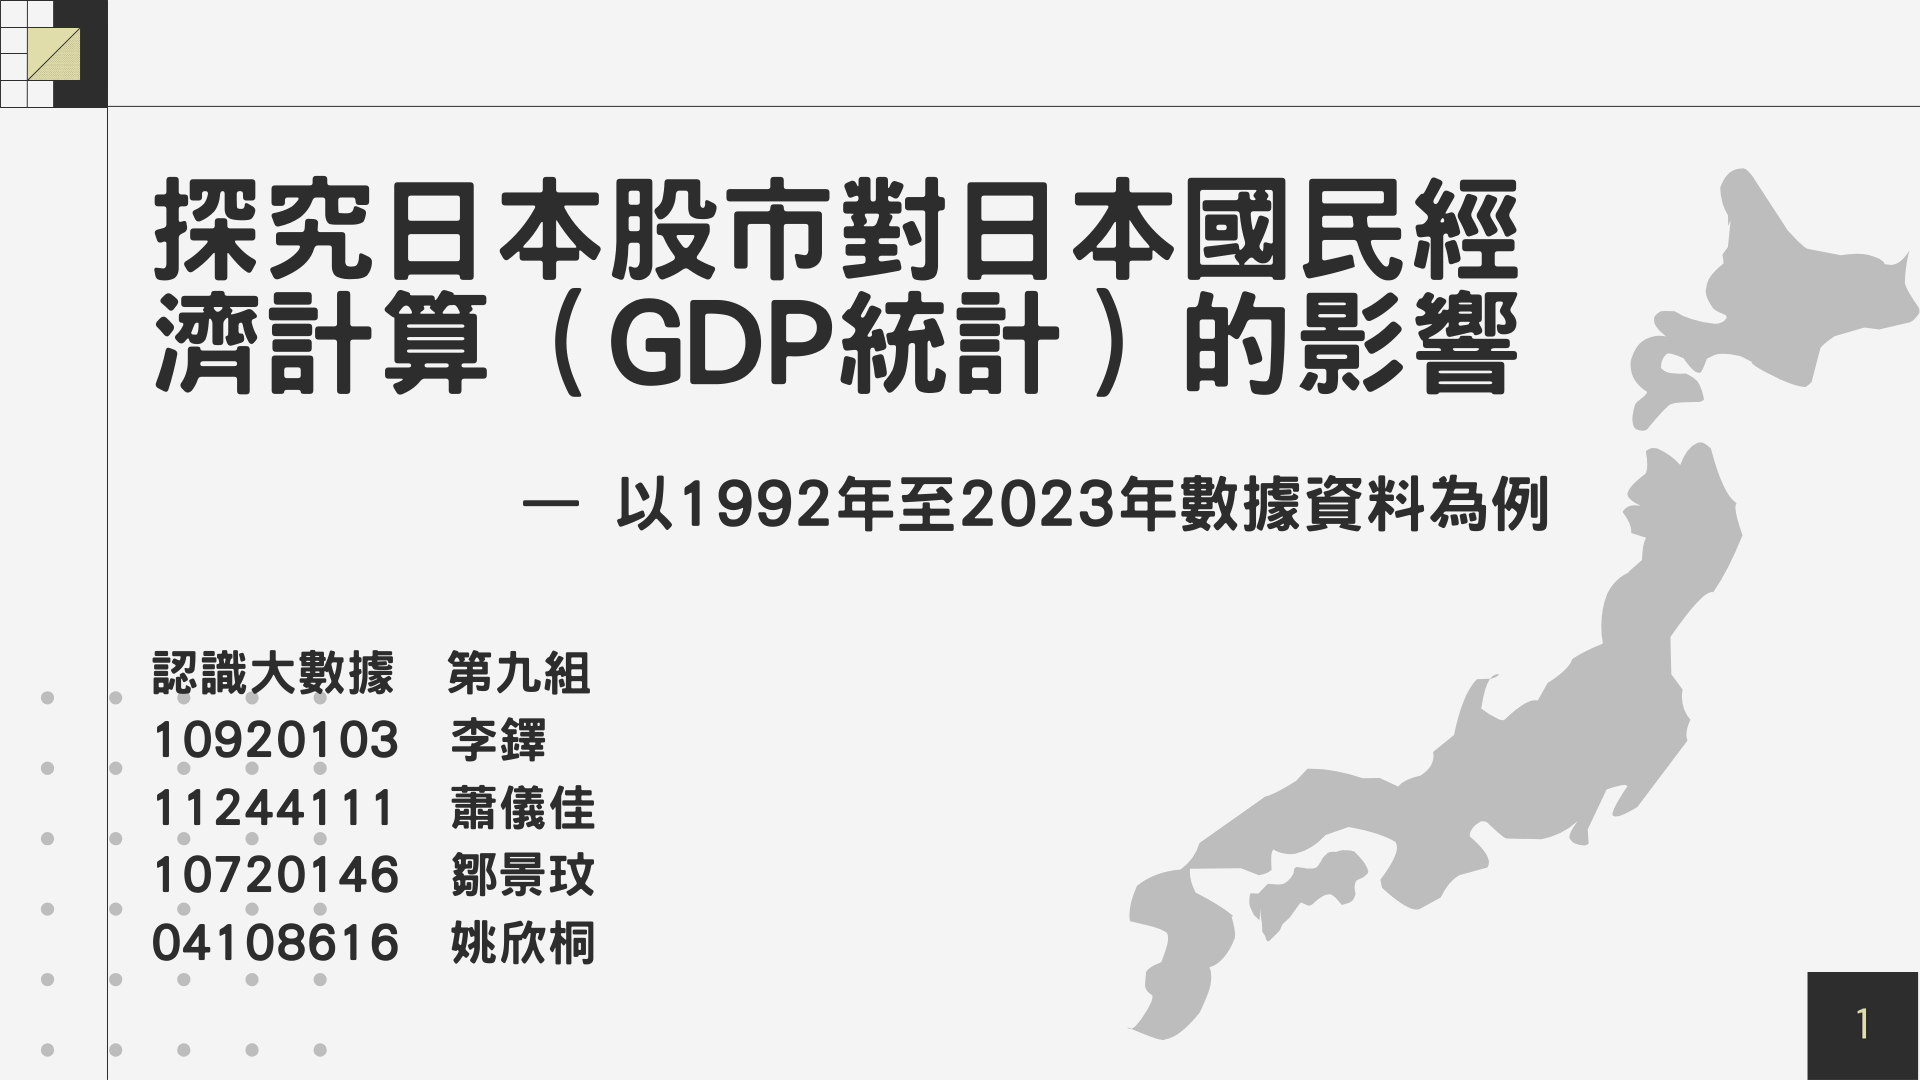 探究日本股市對日本國民經
濟計算（GDP統計）的影響
— 以1992年至2023年數據資料為例
認識大數據 第九組
10920103 李鐸
11244111 蕭儀佳
10720146 鄒景玟
04108616 姚欣桐
1